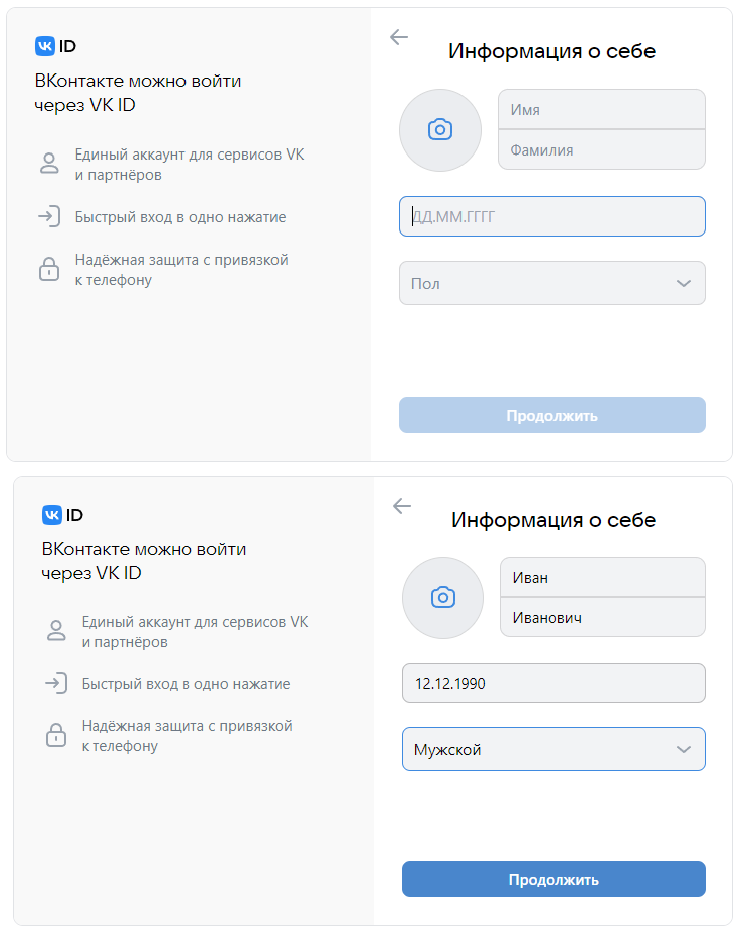 VK ID
ВКонтакте можно войти
через VK ID
Единый аккаунт для сервисов VK
и партнёров
Быстрый вход в одно нажатие
Надёжная защита с привязкой
к телефону
Информация о себе
Имя
Фамилия
ДД.ММ.ГГГГ
Пол
Продолжить
VK ID
ВКонтакте можно войти
через VK ID
Единый аккаунт для сервисов VK
и партнёров
Быстрый вход в одно нажатие
Надёжная защита с привязкой
к телефону
Информация о себе
Иван
Иванович
12.12.1990
Мужской
Продолжить